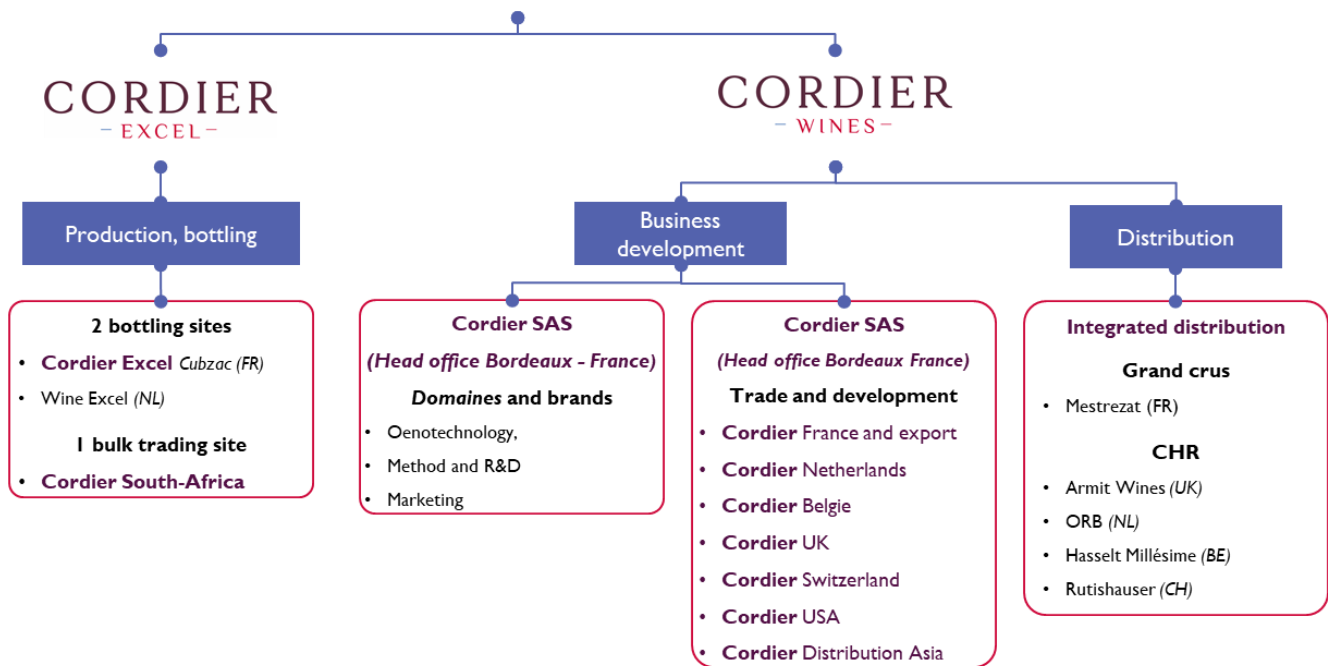 CORDIER
- EXCEL -
CORDIER
- WINES -
Production, bottling
Business
development
Distribution
2 bottling sites
• Cordier Excel Cubzac (FR)
• Wine Excel (NL)
1 bulk trading site
• Cordier South-Africa
Cordier SAS
(Head office Bordeaux - France)
Domaines and brands
• Oenotechnology,
• Method and R&D
• Marketing
Cordier SAS
(Head office Bordeaux France)
Trade and development
• Cordier France and export
• Cordier Netherlands
• Cordier Belgie
• Cordier UK
• Cordier Switzerland
• Cordier USA
• Cordier Distribution Asia
Integrated distribution
Grand crus
• Mestrezat (FR)
CHR
• Armit Wines (UK)
• ORB (NL)
• Hasselt Millésime (BE)
• Rutishauser (CH)